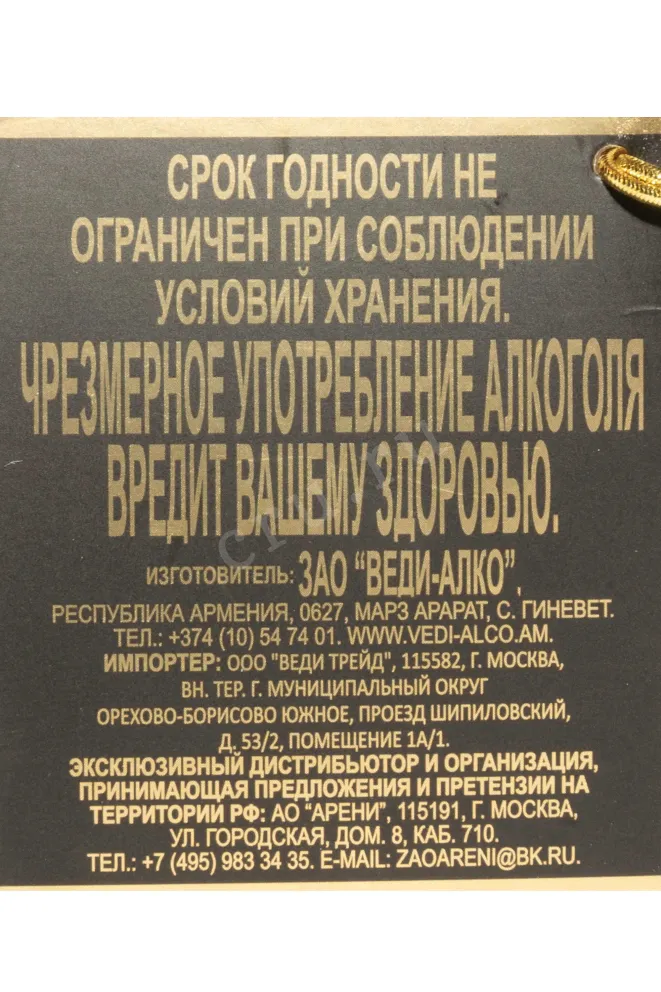 СРОК ГОДНОСТИ НЕ
ОГРАНИЧЕН ПРИ СОБЛЮДЕНИИ
УСЛОВИЙ ХРАНЕНИЯ.
ЧРЕЗМЕРНОЕ УПОТРЕБЛЕНИЕ АЛКОГОЛЯ
ВРЕДИТ ВАШЕМУ ЗДОРОВЬЮ.
ИЗГОТОВИТЕЛЬ: ЗАО "ВЕДИ-АЛКО",
РЕСПУБЛИКА АРМЕНИЯ, 0627, МАРЗ АРАРАТ, С. ГИНЕВЕТ.
ТЕЛ.: +374 (10) 54 74 01. WWW.VEDI-ALCO.AM.
ИМПОРТЕР: ООО "ВЕДИ ТРЕЙД", 115582, Г. МОСКВА,
ВН. ТЕР. Г. МУНИЦИПАЛЬНЫЙ ОКРУГ
ОРЕХОВО-БОРИСОВО ЮЖНОЕ, ПРОЕЗД ШИПИЛОВСКИЙ,
Д. 53/2, ПОМЕЩЕНИЕ 1А/1.
ЭКСКЛЮЗИВНЫЙ ДИСТРИБЬЮТОР И ОРГАНИЗАЦИЯ,
ПРИНИМАЮЩАЯ ПРЕДЛОЖЕНИЯ И ПРЕТЕНЗИИ НА
ТЕРРИТОРИИ РФ: АО "АРЕНИ", 115191, Г. МОСКВА,
УЛ. ГОРОДСКАЯ, ДОМ. 8, КАБ. 710.
ТЕЛ.: +7 (495) 983 34 35. E-MAIL: ZAOARENI@BK.RU.